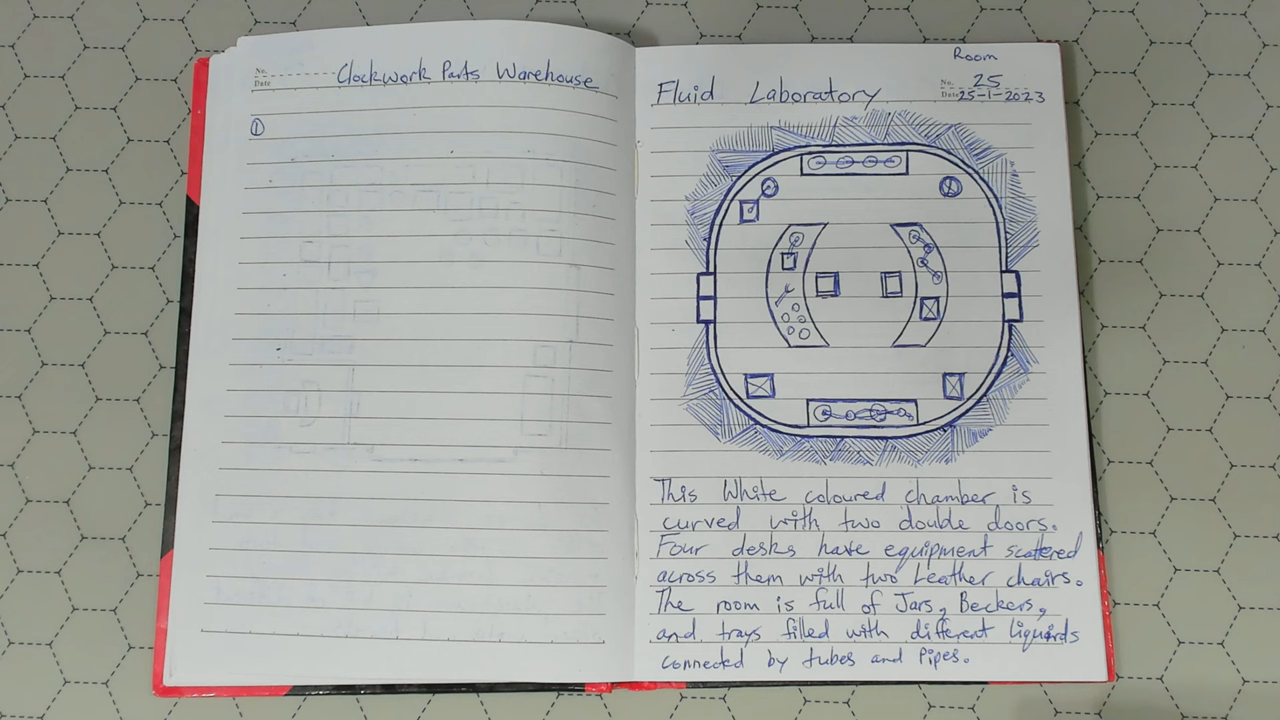 No. Clockwork Parts Warehouse
Date
①
Room
Fluid Laboratory
No. 25
Date 25-1-2023
This White coloured chamber is
curved with two double doors.
Four desks have equipment scattered
across them with two Leather chairs.
The room is full of Jars, Beckers,
and trays filled with different liquids
connected by tubes and Pipes.